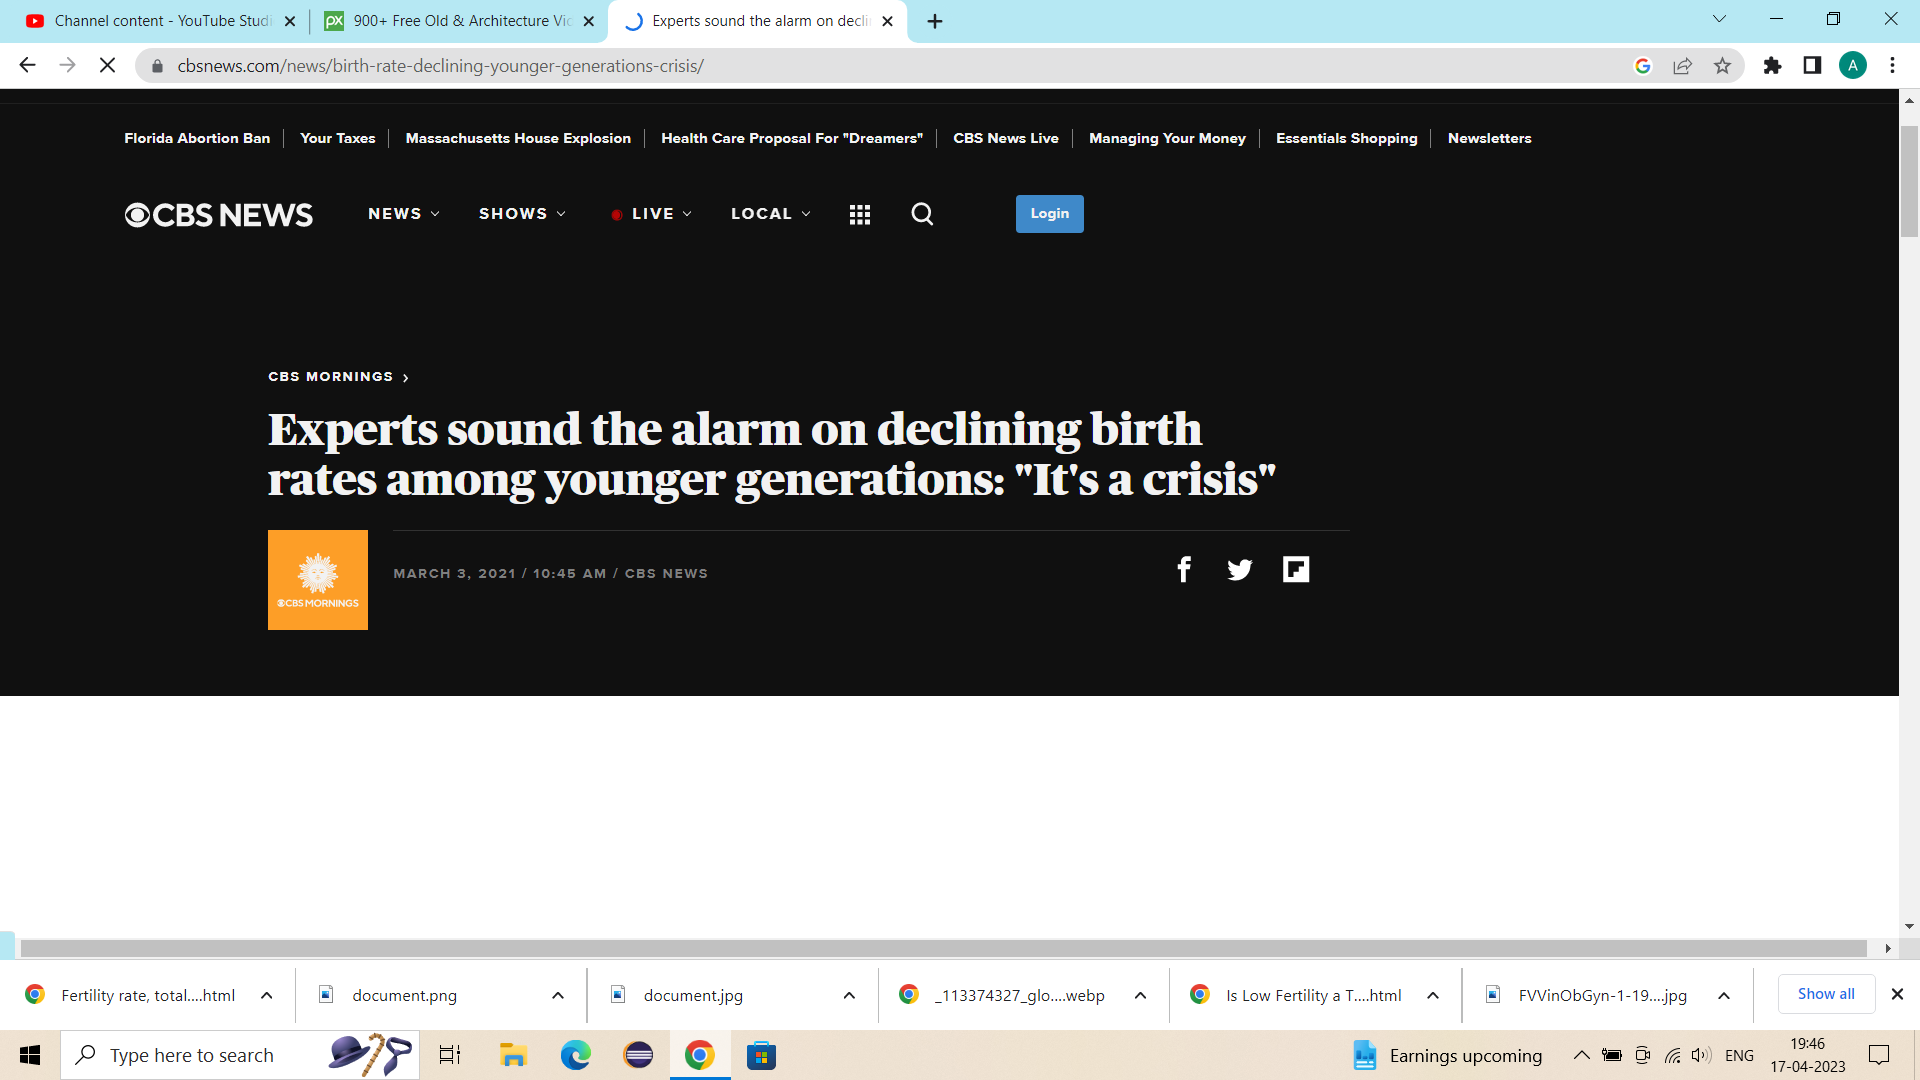 Channel content - YouTube Studi
900+ Free Old & Architecture Vic
Experts sound the alarm on declin
cbsnews.com/news/birth-rate-declining-younger-generations-crisis/
A
Florida Abortion Ban
Your Taxes
Massachusetts House Explosion
Health Care Proposal For "Dreamers"
CBS News Live
Managing Your Money
Essentials Shopping
Newsletters
CBS NEWS
NEWS
SHOWS
LIVE
LOCAL
Login
CBS MORNINGS
Experts sound the alarm on declining birth
rates among younger generations: "It's a crisis"
CBS MORNINGS
MARCH 3, 2021 / 10:45 AM / CBS NEWS
Fertility rate, total....html
document.png
document.jpg
_113374327_glo....webp
Is Low Fertility a T....html
FVVinObGyn-1-19....jpg
Show all
Type here to search
Earnings upcoming
ENG
19:46
17-04-2023